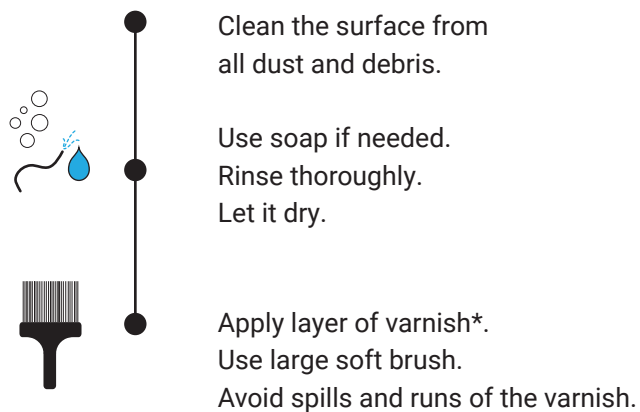 Clean the surface from
all dust and debris.
Use soap if needed.
Rinse thoroughly.
Let it dry.
Apply layer of varnish*.
Use large soft brush.
Avoid spills and runs of the varnish.